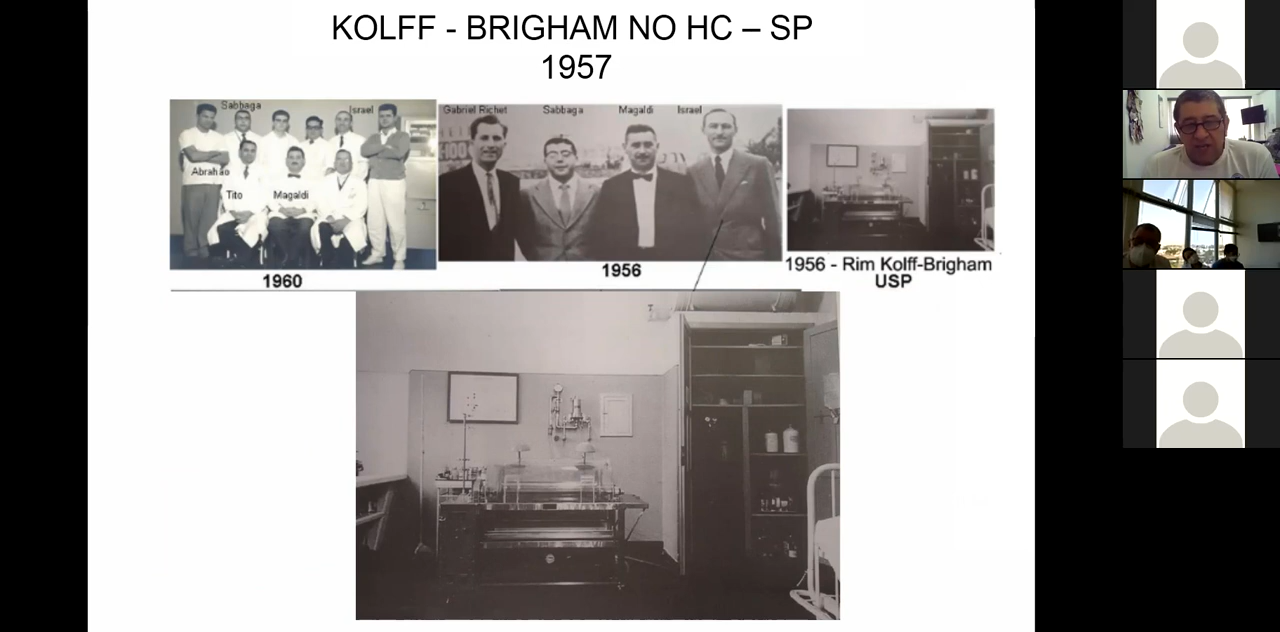 KOLFF - BRIGHAM NO HC – SP
1957
Sabbaga
Israel
Abrahão
Tito
Magaldi
1960
Gabriel Richet
Sabbaga
Magaldi
Israel
1956
1956 - Rim Kolff-Brigham
USP